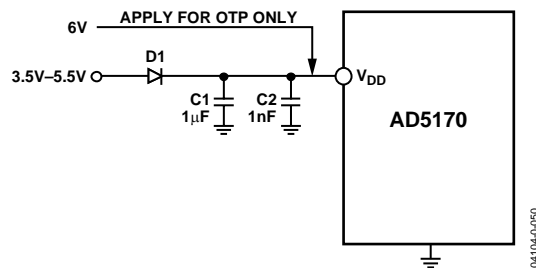 APPLY FOR OTP ONLY
6V
D1
3.5V–5.5V
C1
1μF
C2
1nF
VDD
AD5170
04104-0-050